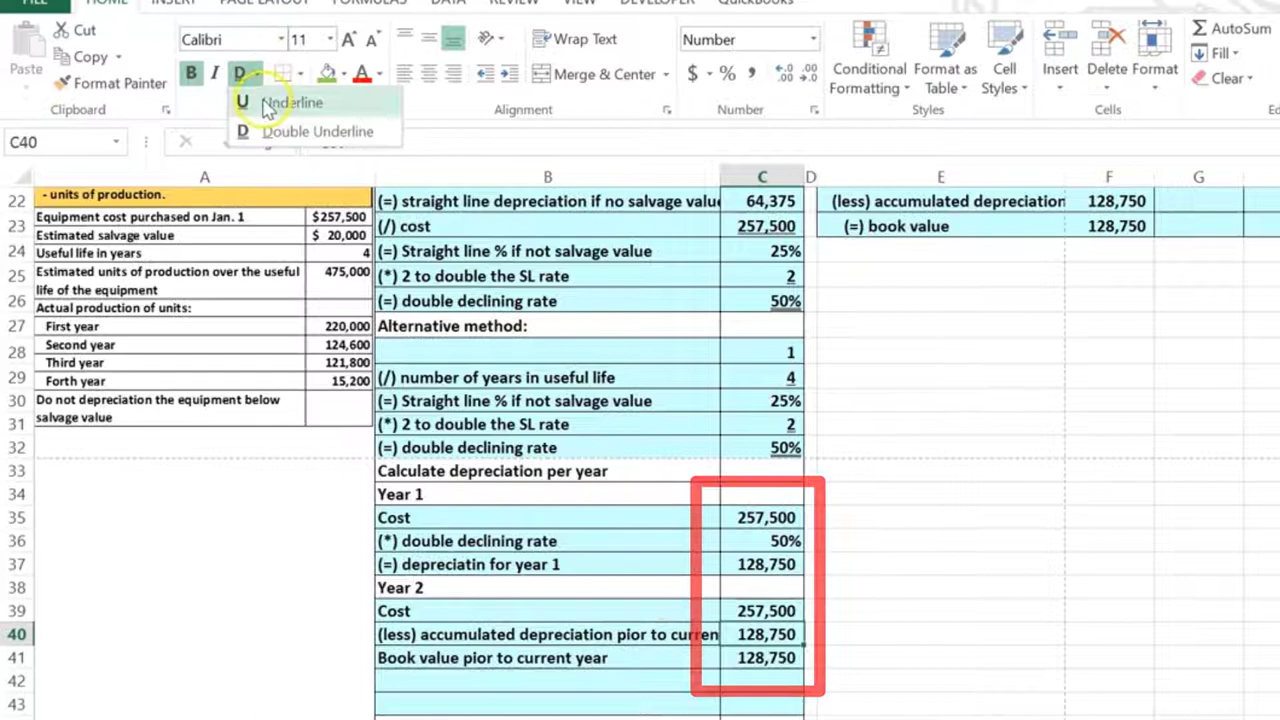 FILE HOME INSERT PAGE LAYOUT FORMULAS DATA REVIEW VIEW DEVELOPER QuickBooks
Paste
Cut
Copy
Format Painter
Clipboard
Calibri 11
B I D
Underline
Double Underline
Wrap Text
Merge & Center
Alignment
Number
$ % ,
Number
Conditional Formatting
Format as Table
Cell Styles
Styles
Insert Delete Format
Cells
AutoSum
Fill
Clear
C40
A B C D E F G
- units of production.
Equipment cost purchased on Jan. 1 $257,500
Estimated salvage value $ 20,000
Useful life in years 4
Estimated units of production over the useful 475,000
life of the equipment
Actual production of units:
First year 220,000
Second year 124,600
Third year 121,800
Forth year 15,200
Do not depreciation the equipment below
salvage value
22 (=) straight line depreciation if no salvage value 64,375
23 (/) cost 257,500
24 (=) Straight line % if not salvage value 25%
25 (*) 2 to double the SL rate 2
26 (=) double declining rate 50%
27 Alternative method:
28 1
29 (/) number of years in useful life 4
30 (=) Straight line % if not salvage value 25%
31 (*) 2 to double the SL rate 2
32 (=) double declining rate 50%
33 Calculate depreciation per year
34 Year 1
35 Cost 257,500
36 (*) double declining rate 50%
37 (=) depreciatin for year 1 128,750
38 Year 2
39 Cost 257,500
40 (less) accumulated depreciation pior to curren 128,750
41 Book value pior to current year 128,750
42
43
(less) accumulated depreciation 128,750
(=) book value 128,750